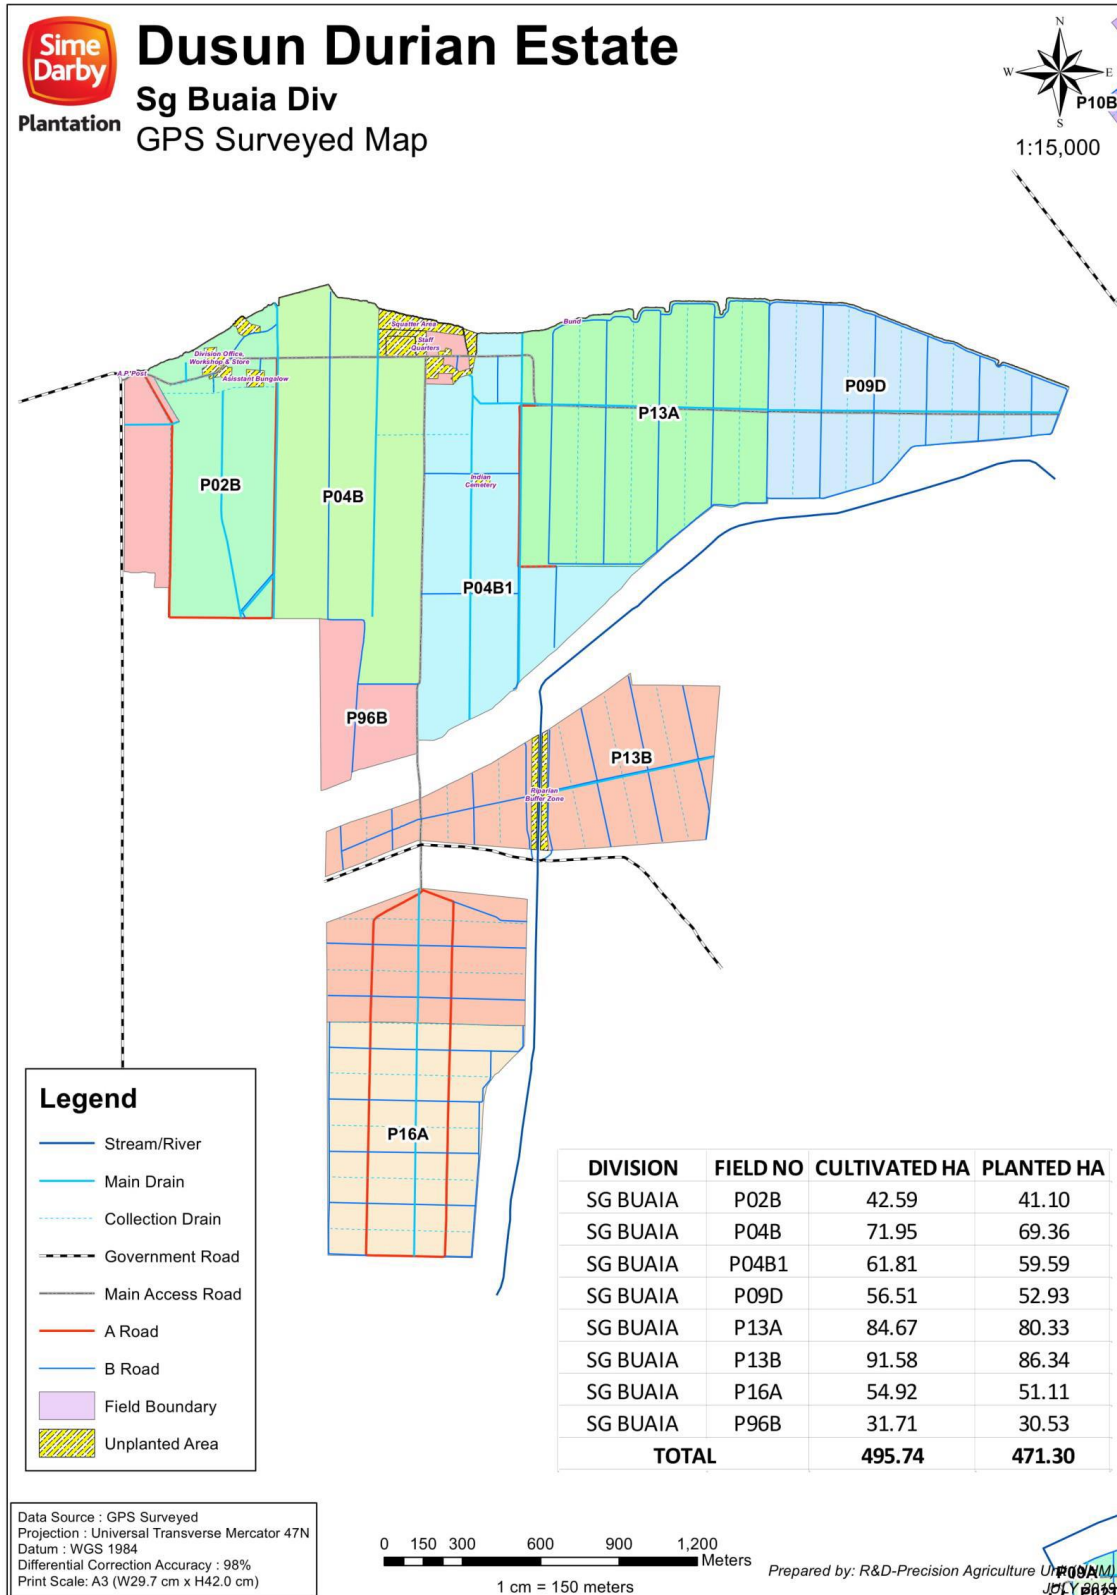 Sime
Darby
Plantation
Dusun Durian Estate
Sg Buaia Div
GPS Surveyed Map
N
W
E
S
P10B
1:15,000
Squatter Area
Staff
Quarters
Bund
Division Office,
Workshop & Store
A.P'Post
Asisstant Bungalow
P09D
P13A
P02B
P04B
Indian
Cemetery
P04B1
P96B
P13B
Riparian
Buffer Zone
P16A
Legend
Stream/River
Main Drain
Collection Drain
Government Road
Main Access Road
A Road
B Road
Field Boundary
Unplanted Area
DIVISION FIELD NO CULTIVATED HA PLANTED HA
SG BUAIA P02B 42.59 41.10
SG BUAIA P04B 71.95 69.36
SG BUAIA P04B1 61.81 59.59
SG BUAIA P09D 56.51 52.93
SG BUAIA P13A 84.67 80.33
SG BUAIA P13B 91.58 86.34
SG BUAIA P16A 54.92 51.11
SG BUAIA P96B 31.71 30.53
TOTAL 495.74 471.30
Data Source : GPS Surveyed
Projection : Universal Transverse Mercator 47N
Datum : WGS 1984
Differential Correction Accuracy : 98%
Print Scale: A3 (W29.7 cm x H42.0 cm)
0 150 300 600 900 1,200
Meters
1 cm = 150 meters
Prepared by: R&D-Precision Agriculture
P09A
JULY